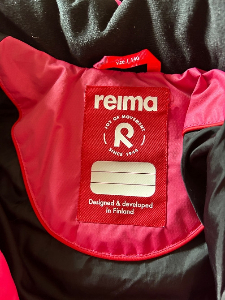 reima
JOY OF MOVEMENT
R
SINCE 1944
Designed & developed
in Finland